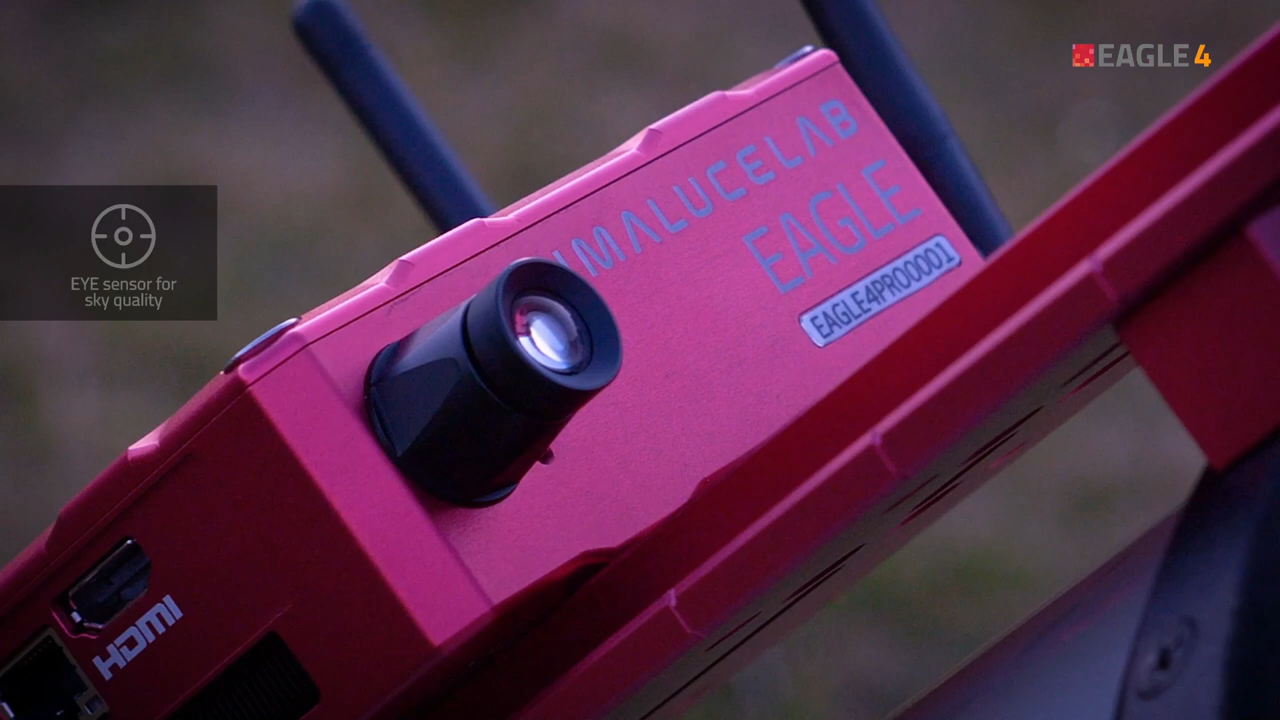 EAGLE4
IMALUCELAB
EAGLE
EAGLE4PRO0001
EYE sensor for
sky quality
HDMI